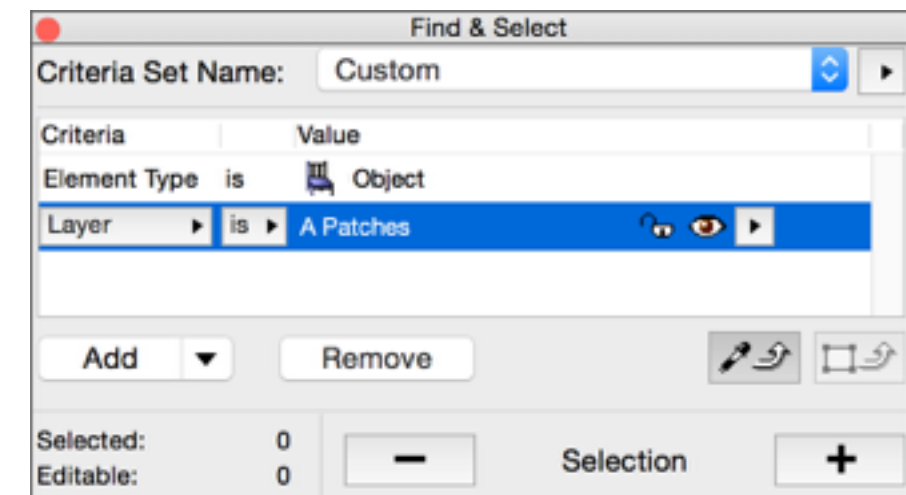 Find & Select
Criteria Set Name: Custom
Criteria Value
Element Type is Object
Layer is A Patches
Add Remove
Selected: 0
Editable: 0
Selection